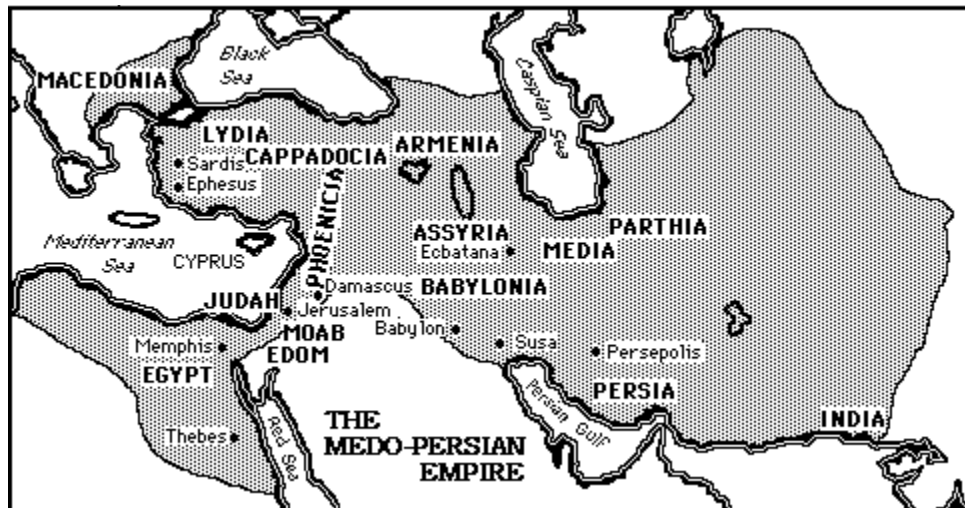 Black
Sea
Caspian Sea
MACEDONIA
LYDIA
CAPPADOCIA
ARMENIA
Sardis
Ephesus
PHOENICIA
PARTHIA
ASSYRIA
MEDIA
Ecbatana
Mediterranean
Sea
CYPRUS
Damascus
BABYLONIA
JUDAH
Jerusalem
MOAB
EDOM
Babylon
Susa
Memphis
EGYPT
Persepolis
PERSIA
Persian Gulf
INDIA
Thebes
Red Sea
THE
MEDO-PERSIAN
EMPIRE